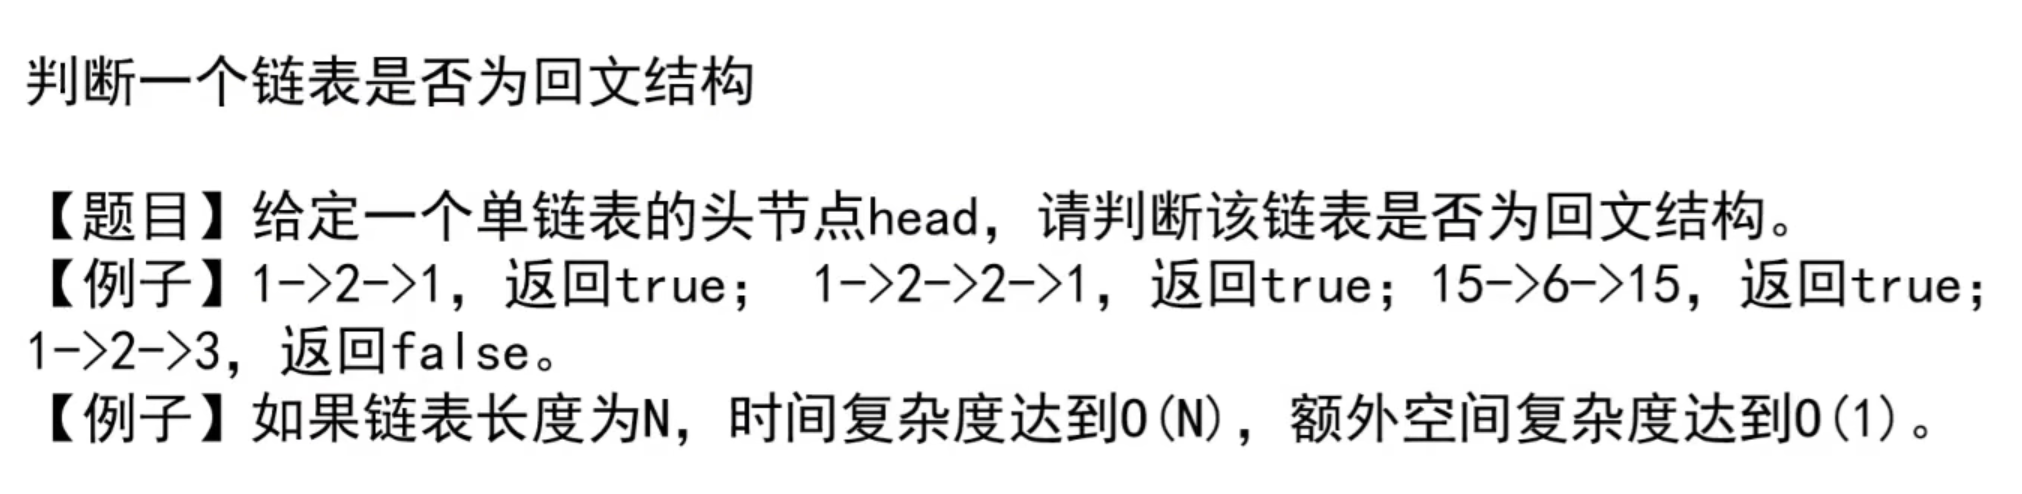 判断一个链表是否为回文结构
【题目】给定一个单链表的头节点head，请判断该链表是否为回文结构。
【例子】1->2->1，返回true； 1->2->2->1，返回true；15->6->15，返回true；
1->2->3，返回false。
【例子】如果链表长度为N，时间复杂度达到O(N)，额外空间复杂度达到O(1)。